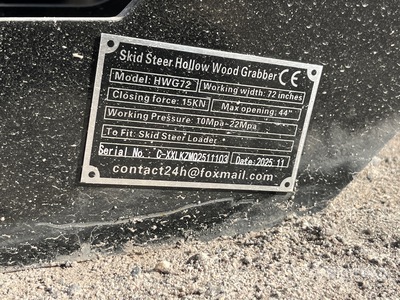 Skid Steer Hollow Wood Grabber CE
Model: HWG72 Working width: 72 inches
Closing force: 15KN Max opening: 44"
Working Pressure: 10Mpa~22Mpa
To Fit: Skid Steer Loader
Serial No.: C-XXLKZMQ2511103 Date: 2025.11
contact24h@foxmail.com